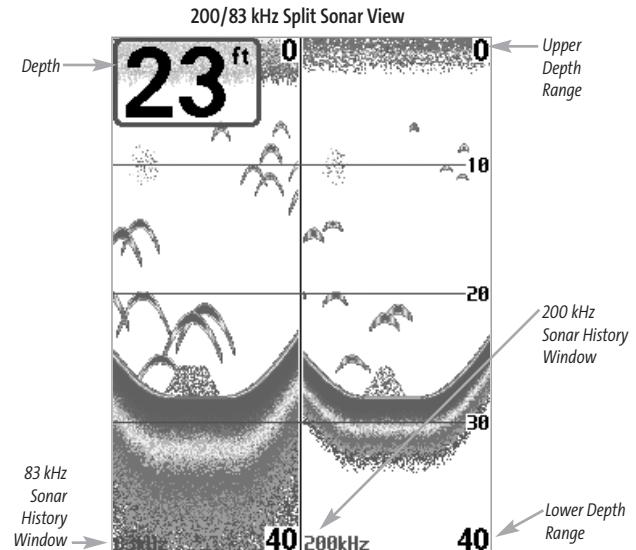 200/83 kHz Split Sonar View
Depth
23 ft
0
0
Upper
Depth
Range
10
20
200 kHz
Sonar History
Window
30
83 kHz
Sonar
History
Window
83kHz
40
200kHz
40
Lower Depth
Range